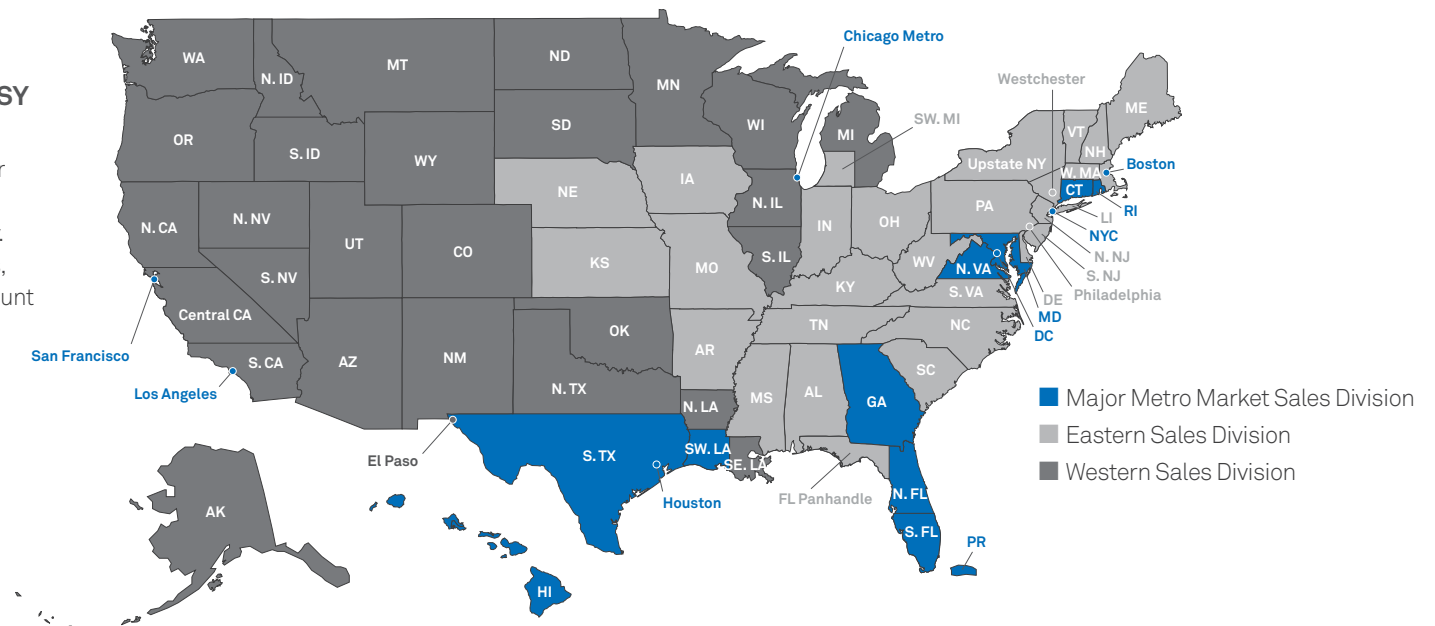 SY
r
.
,
unt
Chicago Metro
Westchester
WA
N. ID
MT
ND
MN
WI
MI
SW. MI
ME
VT
NH
Upstate NY
W. MA
Boston
OR
S. ID
WY
SD
IA
NE
N. IL
IN
OH
PA
CT
RI
LI
NYC
N. NJ
S. NJ
Philadelphia
DE
MD
DC
N. CA
N. NV
UT
CO
KS
MO
S. IL
KY
WV
N. VA
S. VA
S. NV
Central CA
San Francisco
S. CA
Los Angeles
AZ
NM
OK
N. TX
AR
TN
NC
SC
MS
AL
GA
N. LA
El Paso
S. TX
SW. LA
SE. LA
Houston
FL Panhandle
N. FL
S. FL
PR
AK
HI
Major Metro Market Sales Division
Eastern Sales Division
Western Sales Division